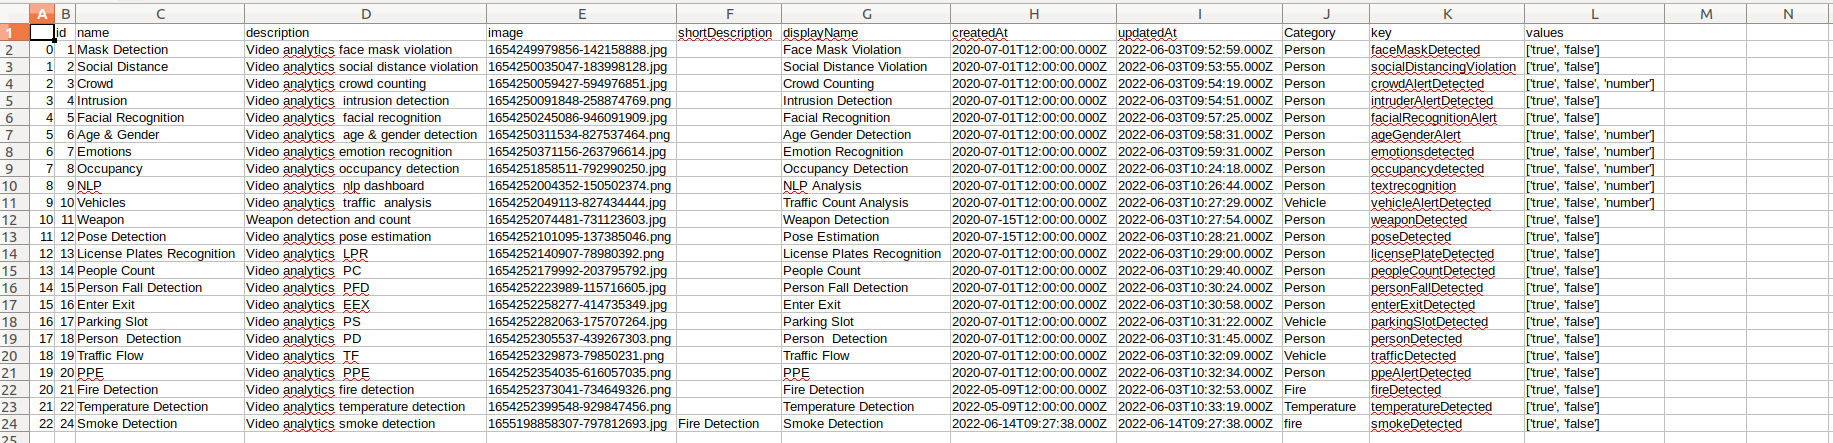 A B C D E F G H I J K L M N
1 id name description image shortDescription displayName createdAt updatedAt Category key values
2 0 1 Mask Detection Video analytics face mask violation 1654249979856-142158888.jpg Face Mask Violation 2020-07-01T12:00:00.000Z 2022-06-03T09:52:59.000Z Person faceMaskDetected ['true', 'false']
3 1 2 Social Distance Video analytics social distance violation 1654250035047-183998128.jpg Social Distance Violation 2020-07-01T12:00:00.000Z 2022-06-03T09:53:55.000Z Person socialDistancingViolation ['true', 'false']
4 2 3 Crowd Video analytics crowd counting 1654250059427-594976851.jpg Crowd Counting 2020-07-01T12:00:00.000Z 2022-06-03T09:54:19.000Z Person crowdAlertDetected ['true', 'false', 'number']
5 3 4 Intrusion Video analytics  intrusion detection 1654250091848-258874769.png Intrusion Detection 2020-07-01T12:00:00.000Z 2022-06-03T09:54:51.000Z Person intruderAlertDetected ['true', 'false']
6 4 5 Facial Recognition Video analytics  facial recognition 1654250245086-946091909.jpg Facial Recognition 2020-07-01T12:00:00.000Z 2022-06-03T09:57:25.000Z Person facialRecognitionAlert ['true', 'false']
7 5 6 Age & Gender Video analytics  age & gender detection 1654250311534-827537464.png Age Gender Detection 2020-07-01T12:00:00.000Z 2022-06-03T09:58:31.000Z Person ageGenderAlert ['true', 'false', 'number']
8 6 7 Emotions Video analytics emotion recognition 1654250371156-263796614.jpg Emotion Recognition 2020-07-01T12:00:00.000Z 2022-06-03T09:59:31.000Z Person emotionsdetected ['true', 'false', 'number']
9 7 8 Occupancy Video analytics occupancy detection 1654251858511-792990250.jpg Occupancy Detection 2020-07-01T12:00:00.000Z 2022-06-03T10:24:18.000Z Person occupancydetected ['true', 'false', 'number']
10 8 9 NLP Video analytics  nlp dashboard 1654252004352-150502374.png NLP Analysis 2020-07-01T12:00:00.000Z 2022-06-03T10:26:44.000Z Person textrecognition ['true', 'false', 'number']
11 9 10 Vehicles Video analytics  traffic  analysis 1654252049113-827434444.jpg Traffic Count Analysis 2020-07-01T12:00:00.000Z 2022-06-03T10:27:29.000Z Vehicle vehicleAlertDetected ['true', 'false', 'number']
12 10 11 Weapon Weapon detection and count 1654252074481-731123603.jpg Weapon Detection 2020-07-15T12:00:00.000Z 2022-06-03T10:27:54.000Z Person weaponDetected ['true', 'false']
13 11 12 Pose Detection Video analytics pose estimation 1654252101095-137385046.png Pose Estimation 2020-07-15T12:00:00.000Z 2022-06-03T10:28:21.000Z Person poseDetected ['true', 'false']
14 12 13 License Plates Recognition Video analytics  LPR 1654252140907-78980392.png License Plates Recognition 2020-07-01T12:00:00.000Z 2022-06-03T10:29:00.000Z Person licensePlateDetected ['true', 'false']
15 13 14 People Count Video analytics  PC 1654252179992-203795792.jpg People Count 2020-07-01T12:00:00.000Z 2022-06-03T10:29:40.000Z Person peopleCountDetected ['true', 'false']
16 14 15 Person Fall Detection Video analytics  PFD 1654252223989-115716605.jpg Person Fall Detection 2020-07-01T12:00:00.000Z 2022-06-03T10:30:24.000Z Person personFallDetected ['true', 'false']
17 15 16 Enter Exit Video analytics  EEX 1654252258277-414735349.jpg Enter Exit 2020-07-01T12:00:00.000Z 2022-06-03T10:30:58.000Z Person enterExitDetected ['true', 'false']
18 16 17 Parking Slot Video analytics  PS 1654252282063-175707264.jpg Parking Slot 2020-07-01T12:00:00.000Z 2022-06-03T10:31:22.000Z Vehicle parkingSlotDetected ['true', 'false']
19 17 18 Person  Detection Video analytics  PD 1654252305537-439267303.png Person  Detection 2020-07-01T12:00:00.000Z 2022-06-03T10:31:45.000Z Person personDetected ['true', 'false']
20 18 19 Traffic Flow Video analytics  TF 1654252329873-79850231.png Traffic Flow 2020-07-01T12:00:00.000Z 2022-06-03T10:32:09.000Z Vehicle trafficDetected ['true', 'false']
21 19 20 PPE Video analytics  PPE 1654252354035-616057035.png PPE 2020-07-01T12:00:00.000Z 2022-06-03T10:32:34.000Z Person ppeAlertDetected ['true', 'false']
22 20 21 Fire Detection Video analytics fire detection 1654252373041-734649326.png Fire Detection 2022-05-09T12:00:00.000Z 2022-06-03T10:32:53.000Z Fire fireDetected ['true', 'false']
23 21 22 Temperature Detection Video analytics temperature detection 1654252399548-929847456.png Temperature Detection 2022-05-09T12:00:00.000Z 2022-06-03T10:33:19.000Z Temperature temperatureDetected ['true', 'false']
24 22 24 Smoke Detection Video analytics smoke detection 1655198858307-797812693.jpg Fire Detection Smoke Detection 2022-06-14T09:27:38.000Z 2022-06-14T09:27:38.000Z fire smokeDetected ['true', 'false']
25